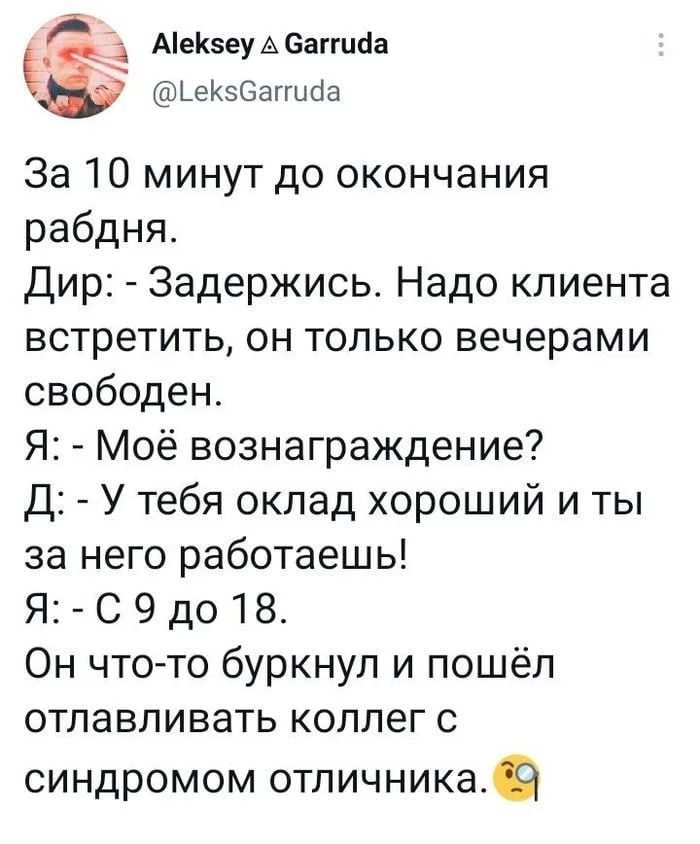 Aleksey ◬ Garruda
@LeksGarruda
За 10 минут до окончания
рабдня.
Дир: - Задержись. Надо клиента
встретить, он только вечерами
свободен.
Я: - Моё вознаграждение?
Д: - У тебя оклад хороший и ты
за него работаешь!
Я: - С 9 до 18.
Он что-то буркнул и пошёл
отлавливать коллег с
синдромом отличника.🧐